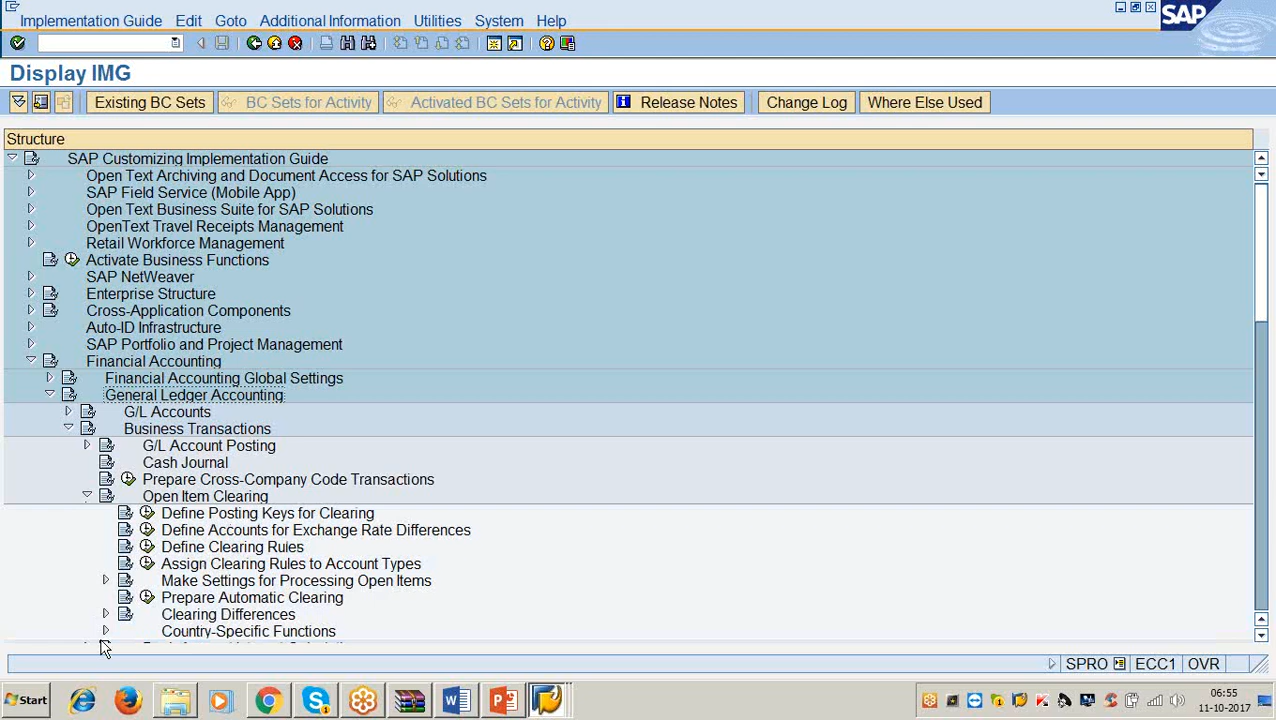 Implementation Guide Edit Goto Additional Information Utilities System Help
SAP
Display IMG
Existing BC Sets BC Sets for Activity Activated BC Sets for Activity Release Notes Change Log Where Else Used
Structure
SAP Customizing Implementation Guide
Open Text Archiving and Document Access for SAP Solutions
SAP Field Service (Mobile App)
Open Text Business Suite for SAP Solutions
OpenText Travel Receipts Management
Retail Workforce Management
Activate Business Functions
SAP NetWeaver
Enterprise Structure
Cross-Application Components
Auto-ID Infrastructure
SAP Portfolio and Project Management
Financial Accounting
Financial Accounting Global Settings
General Ledger Accounting
G/L Accounts
Business Transactions
G/L Account Posting
Cash Journal
Prepare Cross-Company Code Transactions
Open Item Clearing
Define Posting Keys for Clearing
Define Accounts for Exchange Rate Differences
Define Clearing Rules
Assign Clearing Rules to Account Types
Make Settings for Processing Open Items
Prepare Automatic Clearing
Clearing Differences
Country-Specific Functions
SPRO ECC1 OVR
Start 06:55
11-10-2017